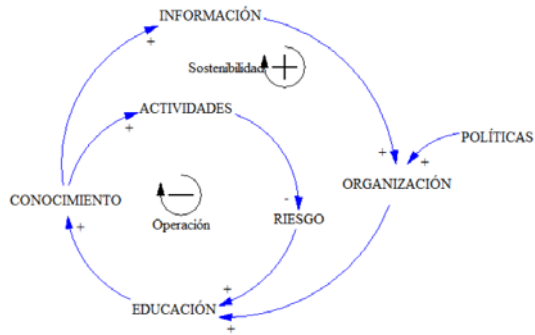 INFORMACIÓN
+
Sostenibilidad
+
ACTIVIDADES
+
POLÍTICAS
+
+
ORGANIZACIÓN
CONOCIMIENTO
+
−
Operación
-
RIESGO
+
EDUCACIÓN
+